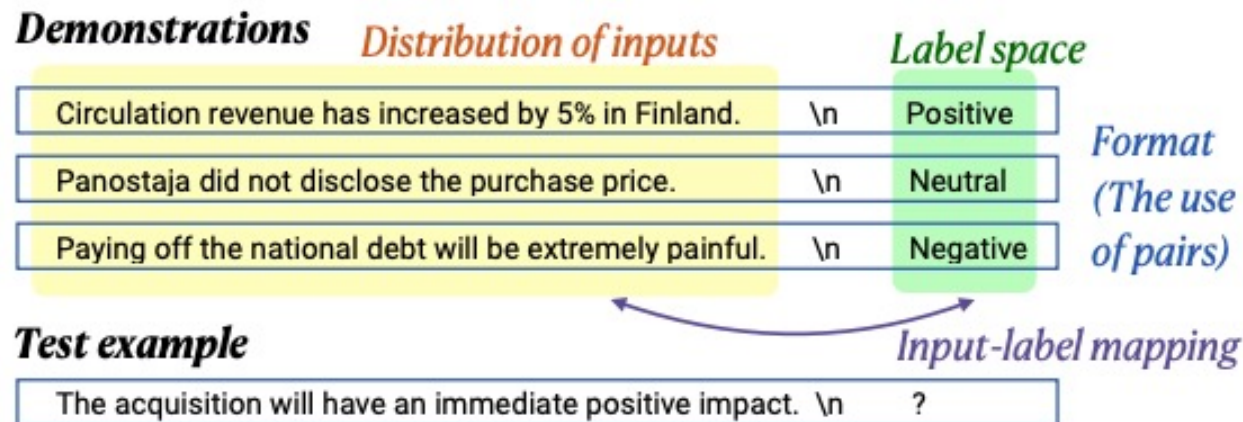 Demonstrations
Distribution of inputs
Label space
Circulation revenue has increased by 5% in Finland. \n Positive
Panostaja did not disclose the purchase price. \n Neutral
Paying off the national debt will be extremely painful. \n Negative
Format
(The use
of pairs)
Test example
Input-label mapping
The acquisition will have an immediate positive impact. \n ?